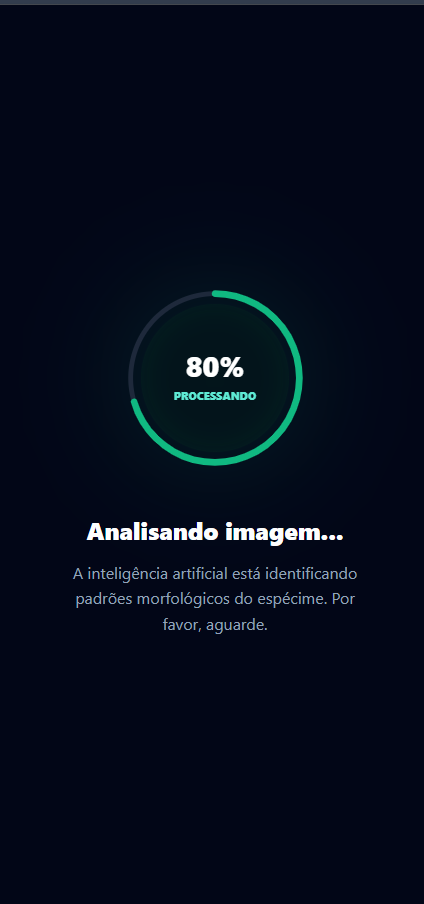 80%
PROCESSANDO
Analisando imagem...
A inteligência artificial está identificando
padrões morfológicos do espécime. Por
favor, aguarde.